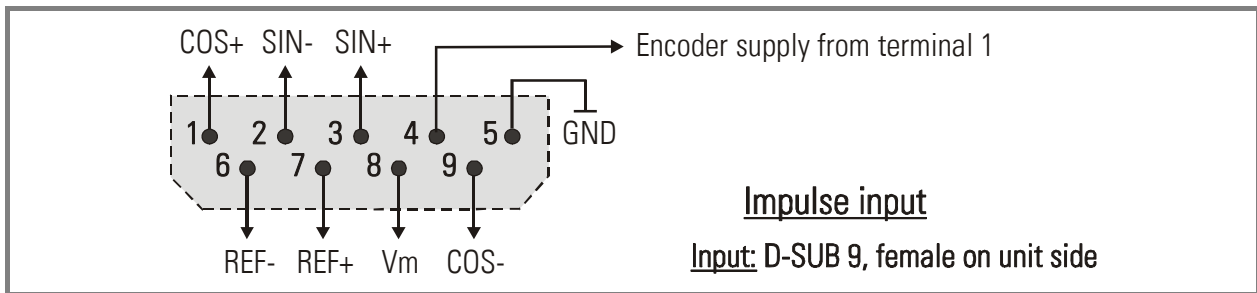 COS+ SIN- SIN+ Encoder supply from terminal 1
1 2 3 4 5 GND
6 7 8 9
REF- REF+ Vm COS-
Impulse input
Input: D-SUB 9, female on unit side